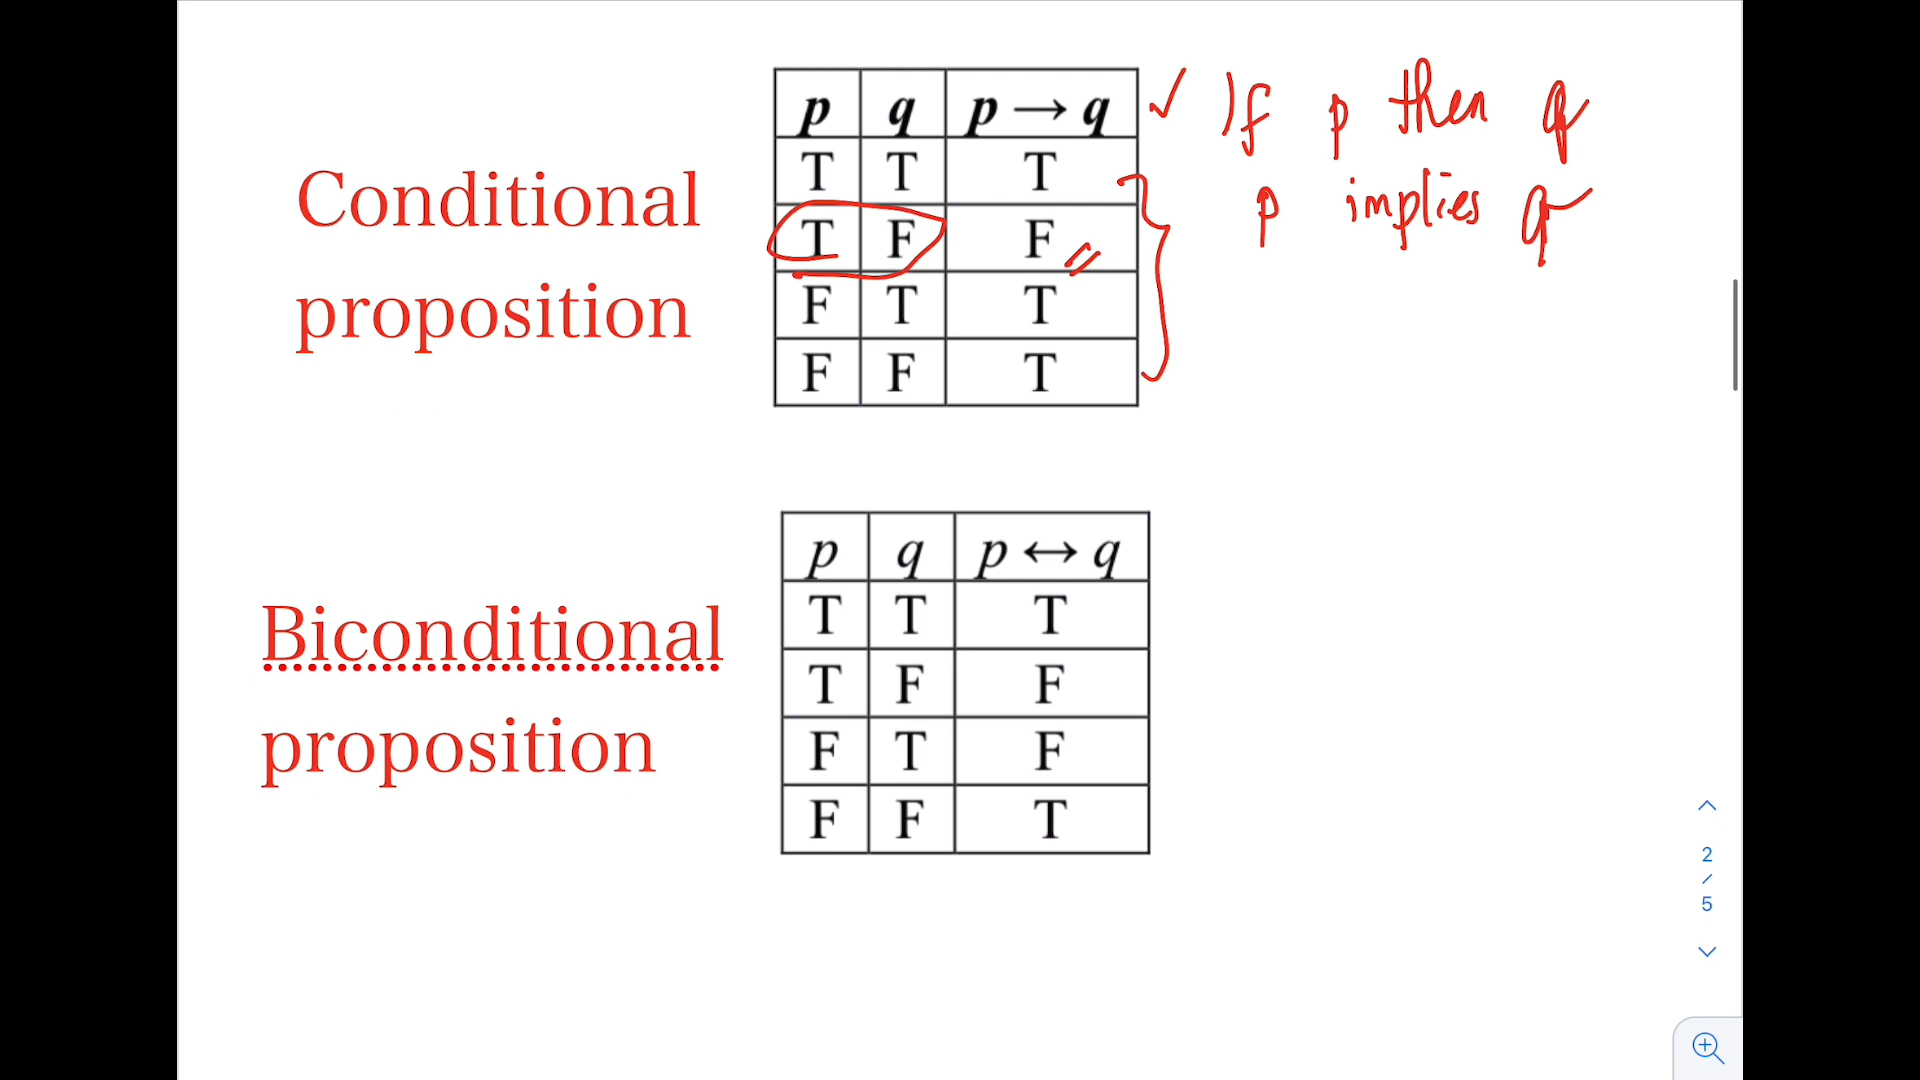 p q p → q
If p then q
T T T
p implies q
Conditional
proposition
T F F
F T T
F F T
p q p ↔ q
Biconditional
proposition
T T T
T F F
F T F
F F T
2
/
5